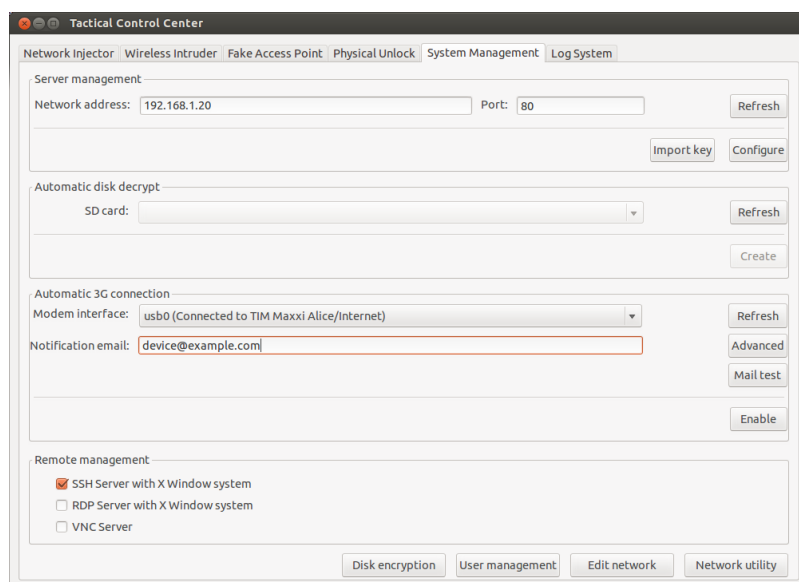 Tactical Control Center
Network Injector Wireless Intruder Fake Access Point Physical Unlock System Management Log System
Server management
Network address: 192.168.1.20 Port: 80 Refresh
Import key Configure
Automatic disk decrypt
SD card: Refresh
Create
Automatic 3G connection
Modem interface: usb0 (Connected to TIM Maxxi Alice/Internet) Refresh
Notification email: device@example.com Advanced
Mail test
Enable
Remote management
SSH Server with X Window system
RDP Server with X Window system
VNC Server
Disk encryption User management Edit network Network utility